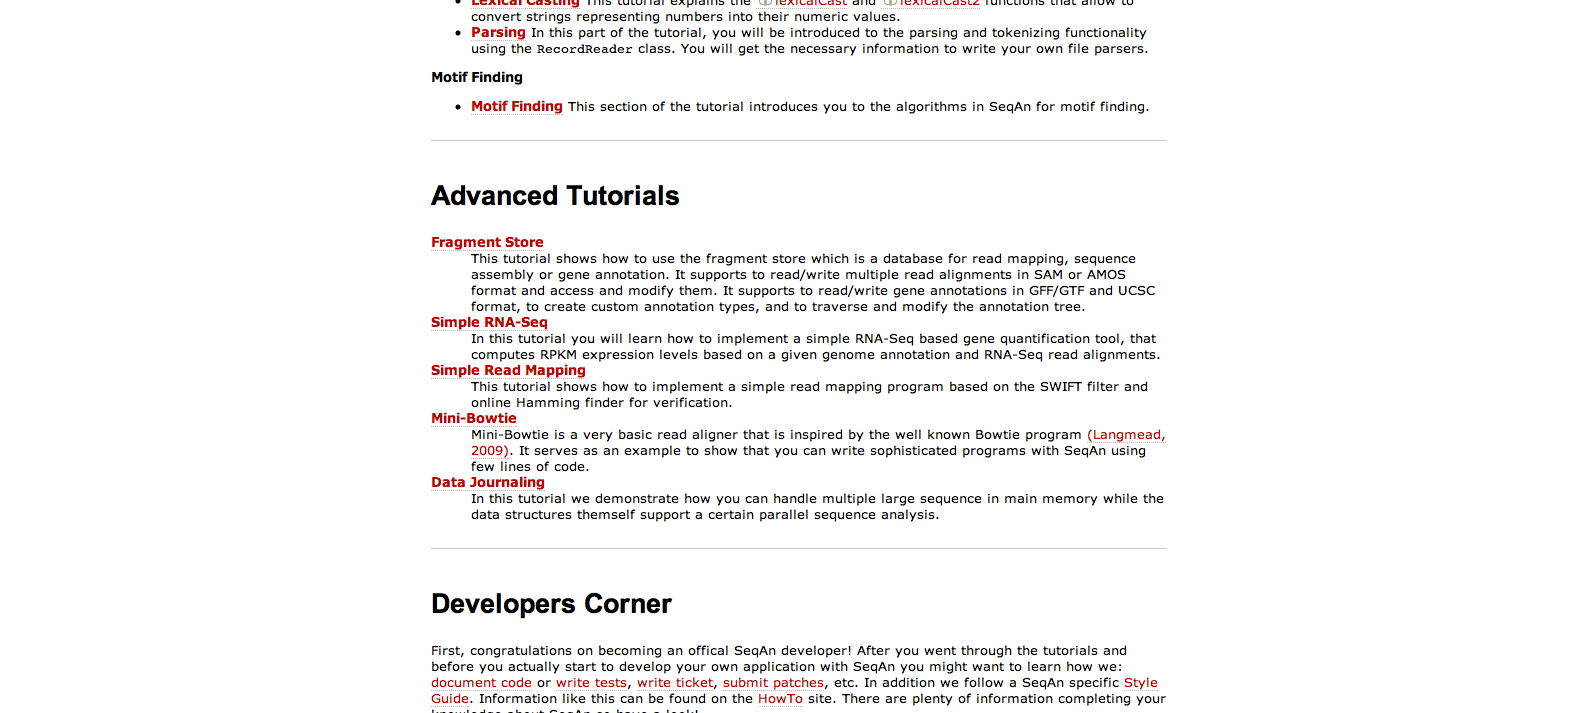 Lexical Casting This tutorial explains the lexicalCast and lexicalCast2 functions that allow to
convert strings representing numbers into their numeric values.
Parsing In this part of the tutorial, you will be introduced to the parsing and tokenizing functionality
using the RecordReader class. You will get the necessary information to write your own file parsers.
Motif Finding
Motif Finding This section of the tutorial introduces you to the algorithms in SeqAn for motif finding.
Advanced Tutorials
Fragment Store
This tutorial shows how to use the fragment store which is a database for read mapping, sequence
assembly or gene annotation. It supports to read/write multiple read alignments in SAM or AMOS
format and access and modify them. It supports to read/write gene annotations in GFF/GTF and UCSC
format, to create custom annotation types, and to traverse and modify the annotation tree.
Simple RNA-Seq
In this tutorial you will learn how to implement a simple RNA-Seq based gene quantification tool, that
computes RPKM expression levels based on a given genome annotation and RNA-Seq read alignments.
Simple Read Mapping
This tutorial shows how to implement a simple read mapping program based on the SWIFT filter and
online Hamming finder for verification.
Mini-Bowtie
Mini-Bowtie is a very basic read aligner that is inspired by the well known Bowtie program (Langmead,
2009). It serves as an example to show that you can write sophisticated programs with SeqAn using
few lines of code.
Data Journaling
In this tutorial we demonstrate how you can handle multiple large sequence in main memory while the
data structures themself support a certain parallel sequence analysis.
Developers Corner
First, congratulations on becoming an offical SeqAn developer! After you went through the tutorials and
before you actually start to develop your own application with SeqAn you might want to learn how we:
document code or write tests, write ticket, submit patches, etc. In addition we follow a SeqAn specific Style
Guide. Information like this can be found on the HowTo site. There are plenty of information completing your
knowledge about SeqAn so have a look!